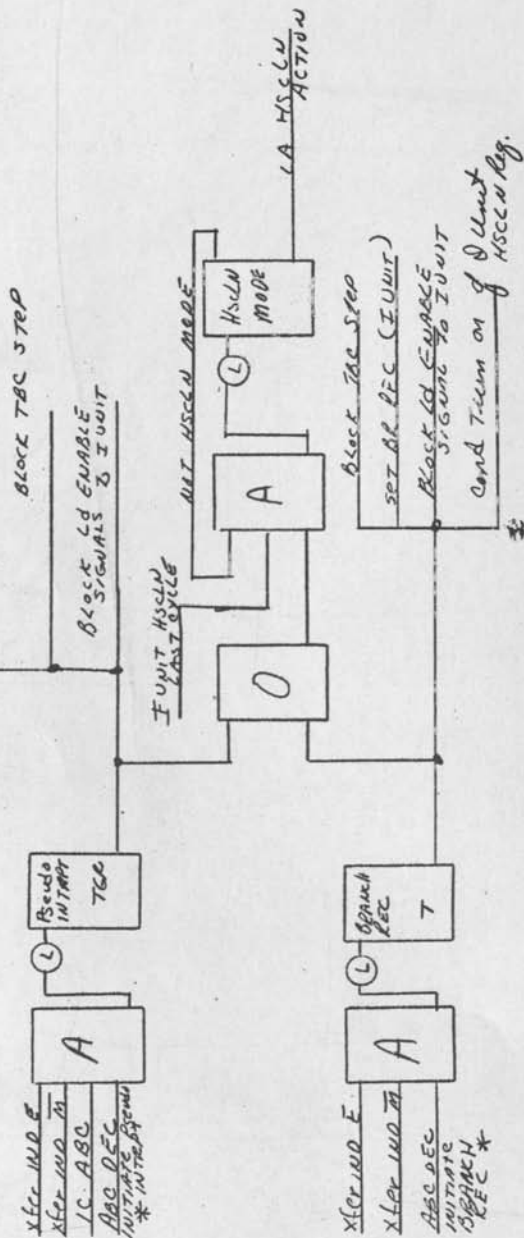 BLOCK TBC STEP
BLOCK Ld ENABLE
SIGNALS TO I UNIT
Xfer IND E̅
Xfer IND M̅
IC. ABC
ABC DEC
INITIATE PSEUDO
* INTRPT
A
L
Pseudo
INTRPT
TGR
I UNIT HSCLN
LAST CYCLE
NOT HSCLN MODE
O
A
L
HSCLN
MODE
LA HSCLN
ACTION
Xfer IND E̅
Xfer IND M̅
ABC DEC
INITIATE
BRANCH
REC *
A
L
BRANCH
REC
T
BLOCK TBC STEP
SET BR REC (I UNIT)
BLOCK Ld ENABLE
SIGNAL TO I UNIT
Cond Turn on of I Unit
HSCLN Reg.
*